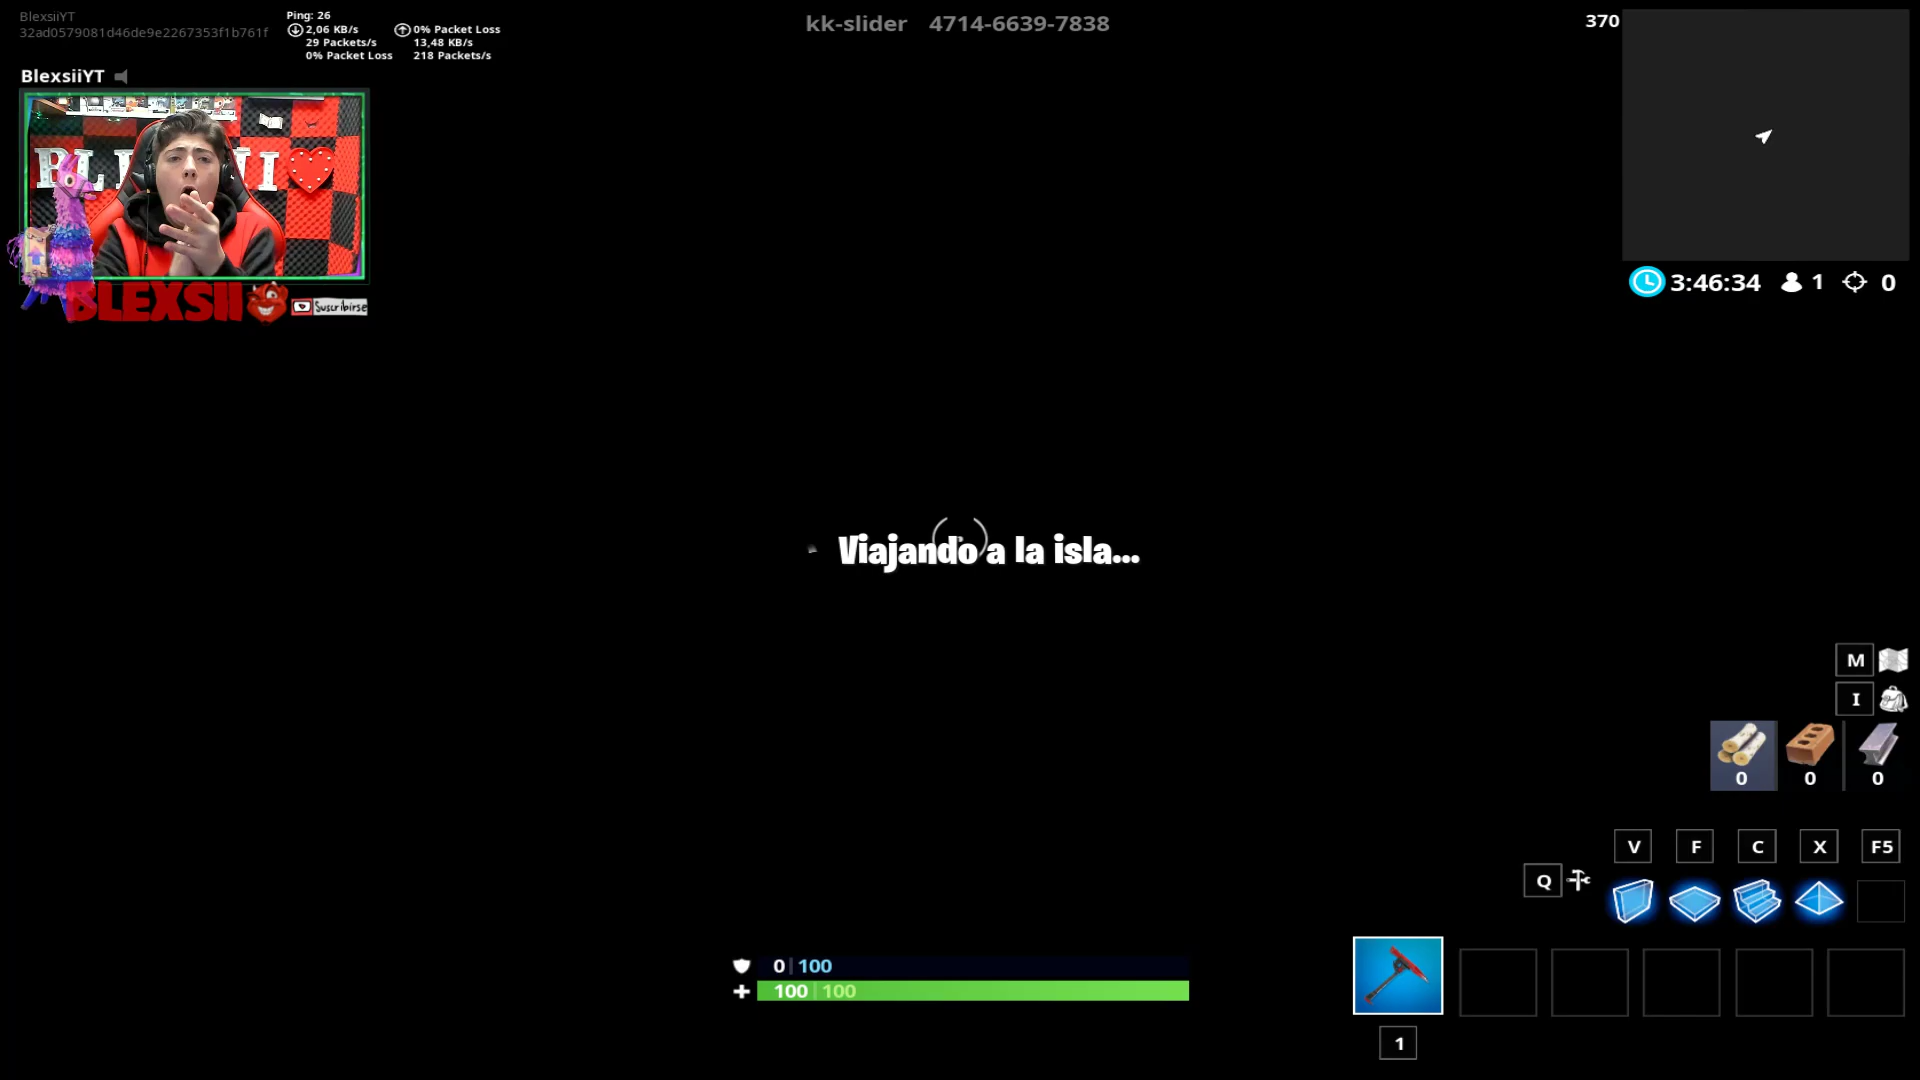 BlexsiiYT
32ad0579081d46de9e2267353f1b761f
Ping: 26
2,06 KB/s
29 Packets/s
0% Packet Loss
0% Packet Loss
13,48 KB/s
218 Packets/s
kk-slider 4714-6639-7838
370
BlexsiiYT
BLEXSII
Suscribirse
3:46:34 1 0
Viajando a la isla...
M
I
0 0 0
V F C X F5
Q
0 | 100
100 | 100
1